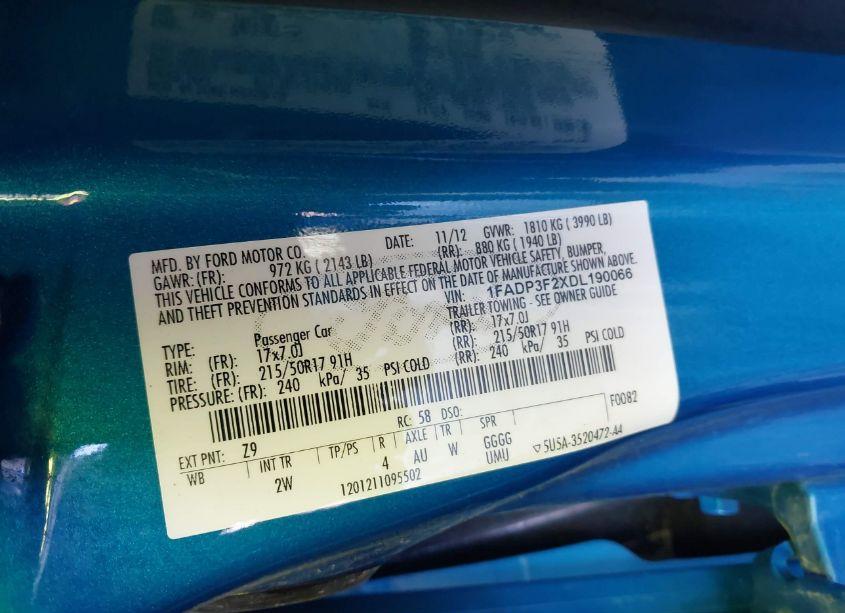 MFD. BY FORD MOTOR CO. DATE: 11/12 GVWR: 1810 KG ( 3990 LB)
GAWR: (FR): 972 KG ( 2143 LB) (RR): 880 KG ( 1940 LB)
THIS VEHICLE CONFORMS TO ALL APPLICABLE FEDERAL MOTOR VEHICLE SAFETY, BUMPER,
AND THEFT PREVENTION STANDARDS IN EFFECT ON THE DATE OF MANUFACTURE SHOWN ABOVE.
VIN: 1FADP3F2XDL190066
TYPE: Passenger Car TRAILER TOWING - SEE OWNER GUIDE
RIM: (FR): 17x7.0J (RR): 17x7.0J
TIRE: (FR): 215/50R17 91H (RR): 215/50R17 91H
PRESSURE: (FR): 240 kPa/ 35 PSI COLD (RR): 240 kPa/ 35 PSI COLD
RC: 58 DSO: F0082
EXT PNT: Z9
WB INT TR TP/PS R AXLE TR SPR
2W 4 AU W GGGG
1201211095502 UMU ▽ 5U5A-3520472-AA